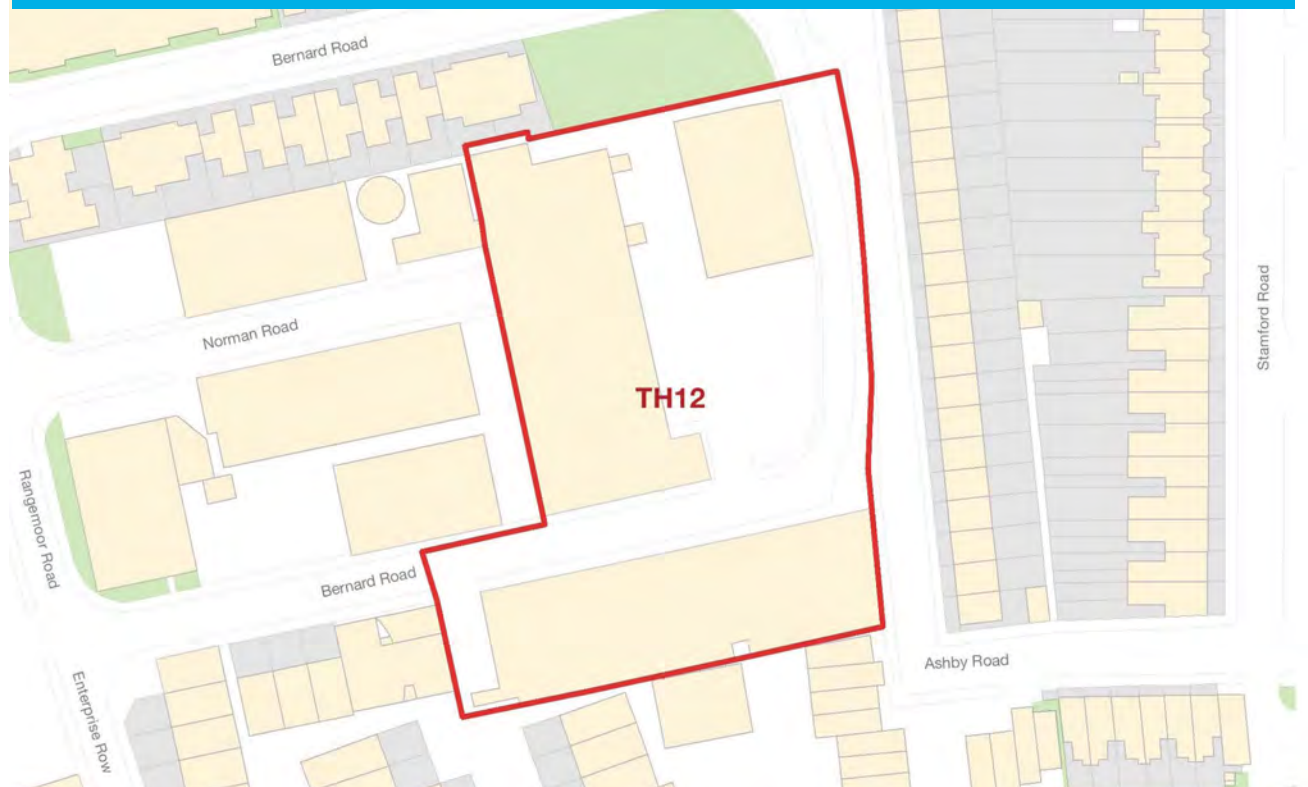 Bernard Road
Stamford Road
Norman Road
TH12
Rangemoor Road
Bernard Road
Ashby Road
Enterprise Row